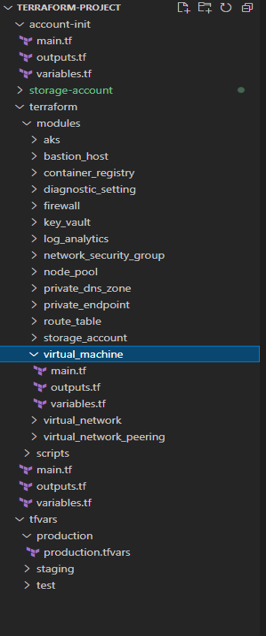 TERRAFORM-PROJECT
account-init
main.tf
outputs.tf
variables.tf
storage-account
terraform
modules
aks
bastion_host
container_registry
diagnostic_setting
firewall
key_vault
log_analytics
network_security_group
node_pool
private_dns_zone
private_endpoint
route_table
storage_account
virtual_machine
main.tf
outputs.tf
variables.tf
virtual_network
virtual_network_peering
scripts
main.tf
outputs.tf
variables.tf
tfvars
production
production.tfvars
staging
test